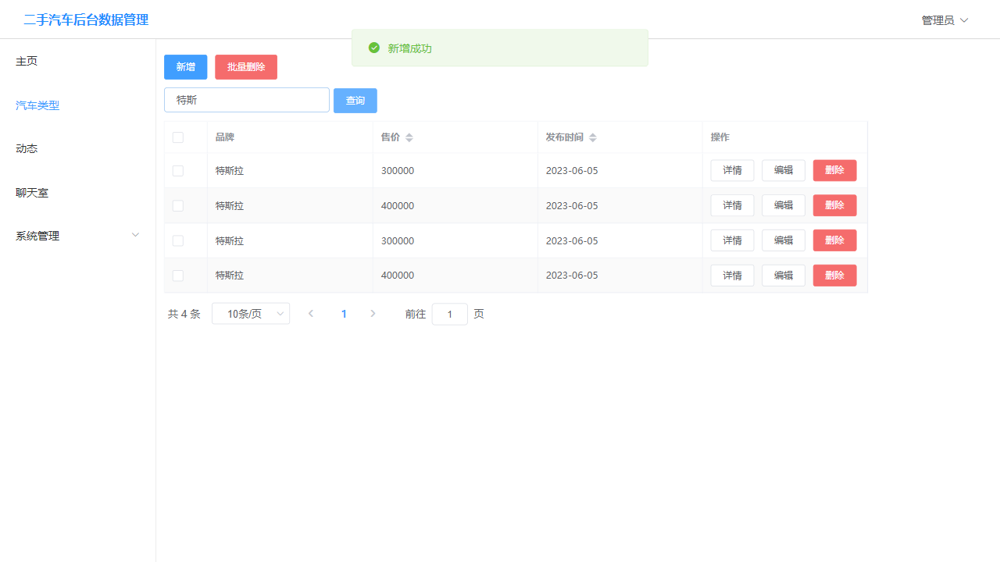 二手汽车后台数据管理
管理员
新增成功
主页
汽车类型
动态
聊天室
系统管理
新增 批量删除
特斯 查询
品牌 售价 发布时间 操作
特斯拉 300000 2023-06-05 详情 编辑 删除
特斯拉 400000 2023-06-05 详情 编辑 删除
特斯拉 300000 2023-06-05 详情 编辑 删除
特斯拉 400000 2023-06-05 详情 编辑 删除
共 4 条 10条/页 1 前往 1 页